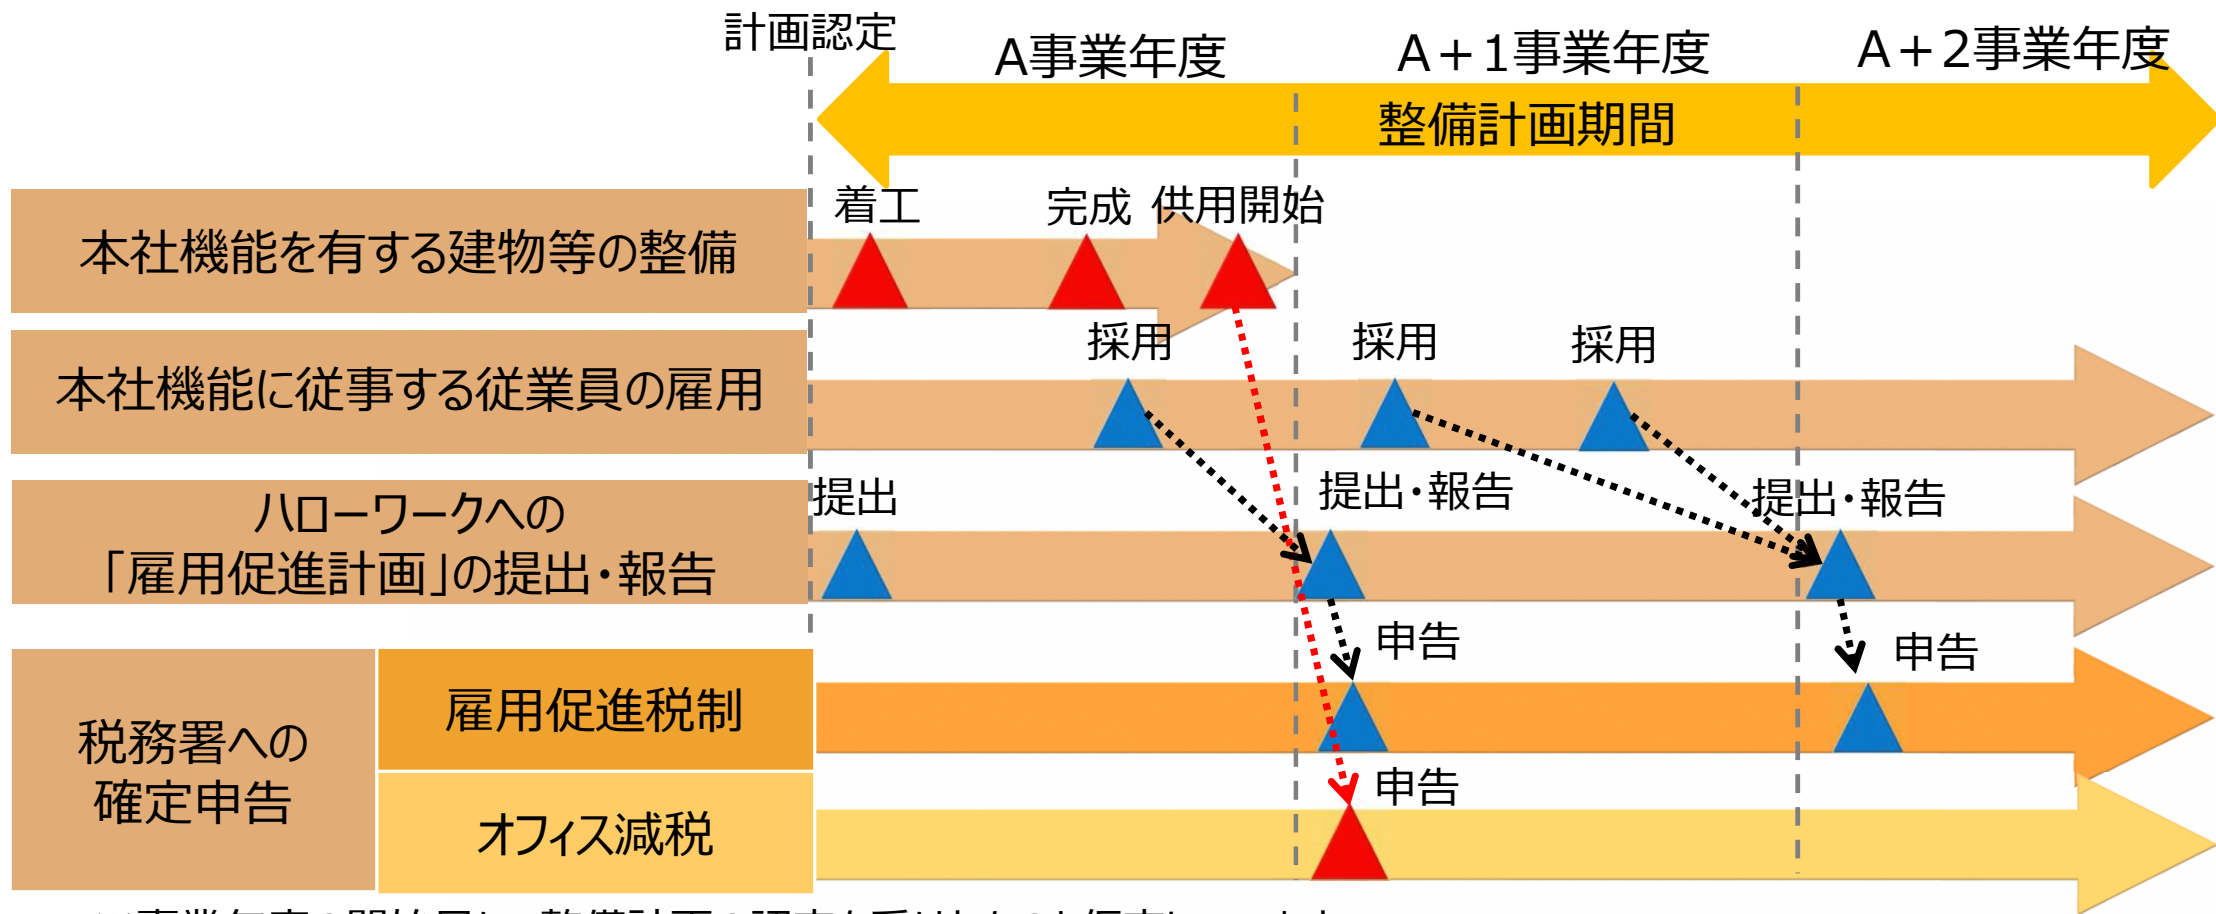 計画認定
A事業年度
A＋1事業年度
A＋2事業年度
整備計画期間
本社機能を有する建物等の整備
着工
完成
供用開始
本社機能に従事する従業員の雇用
採用
採用
採用
ハローワークへの
「雇用促進計画」の提出・報告
提出
提出・報告
提出・報告
税務署への
確定申告
雇用促進税制
申告
申告
オフィス減税
申告